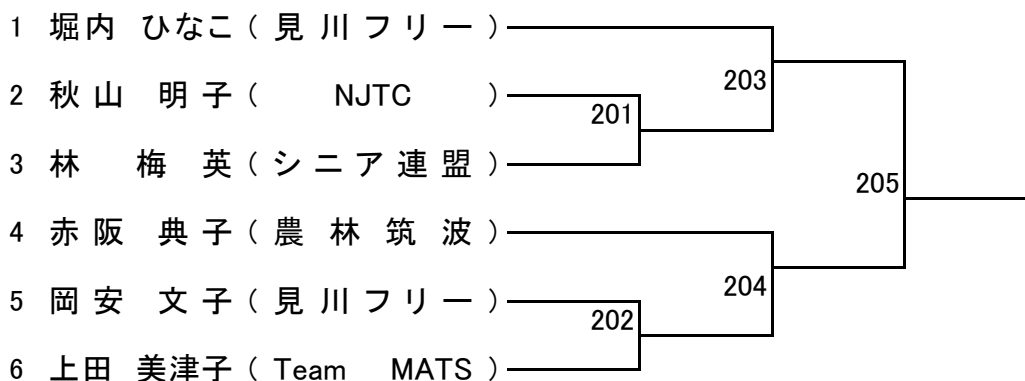 1 堀内 ひなこ ( 見川フリー )
203
2 秋山 明子 ( NJTC )
201
3 林 梅英 ( シニア連盟 )
205
4 赤阪 典子 ( 農林筑波 )
204
5 岡安 文子 ( 見川フリー )
202
6 上田 美津子 ( Team MATS )